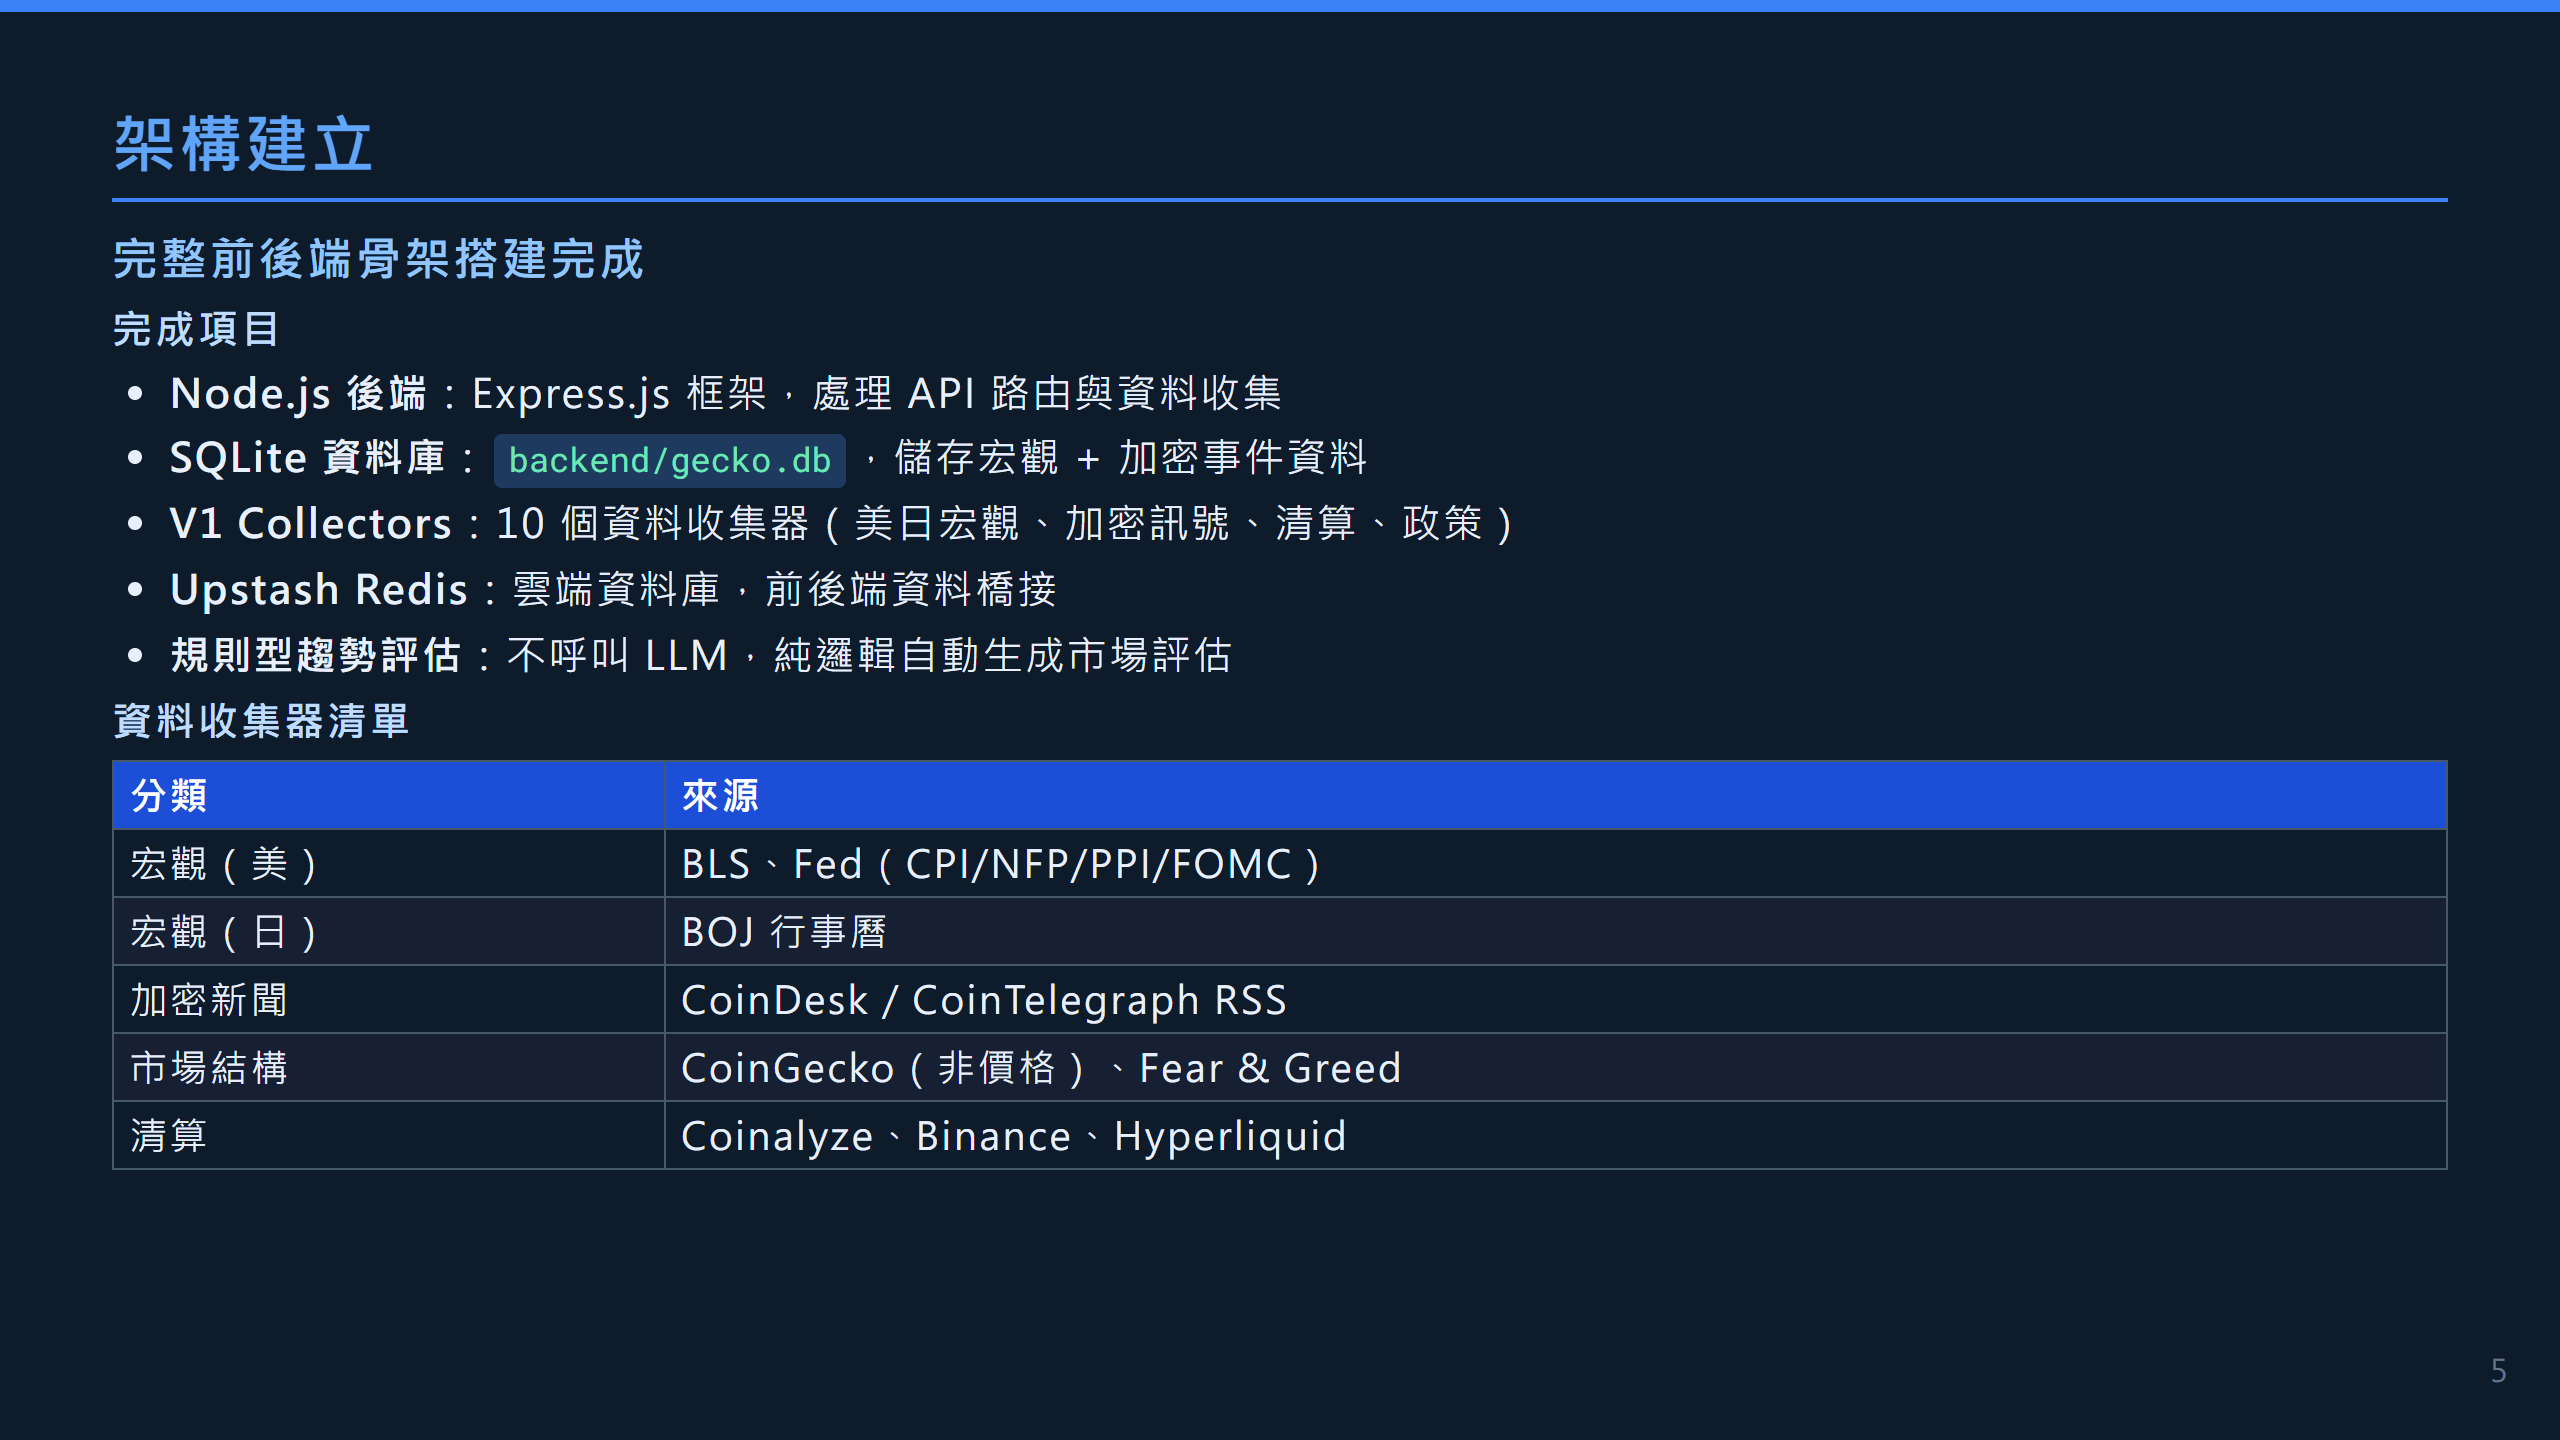 架構建立
完整前後端骨架搭建完成
完成項目
• Node.js 後端：Express.js 框架，處理 API 路由與資料收集
• SQLite 資料庫： backend/gecko.db ，儲存宏觀 + 加密事件資料
• V1 Collectors：10 個資料收集器（美日宏觀、加密訊號、清算、政策）
• Upstash Redis：雲端資料庫，前後端資料橋接
• 規則型趨勢評估：不呼叫 LLM，純邏輯自動生成市場評估
資料收集器清單
分類 來源
宏觀（美） BLS、Fed（CPI/NFP/PPI/FOMC）
宏觀（日） BOJ 行事曆
加密新聞 CoinDesk / CoinTelegraph RSS
市場結構 CoinGecko（非價格）、Fear & Greed
清算 Coinalyze、Binance、Hyperliquid
5